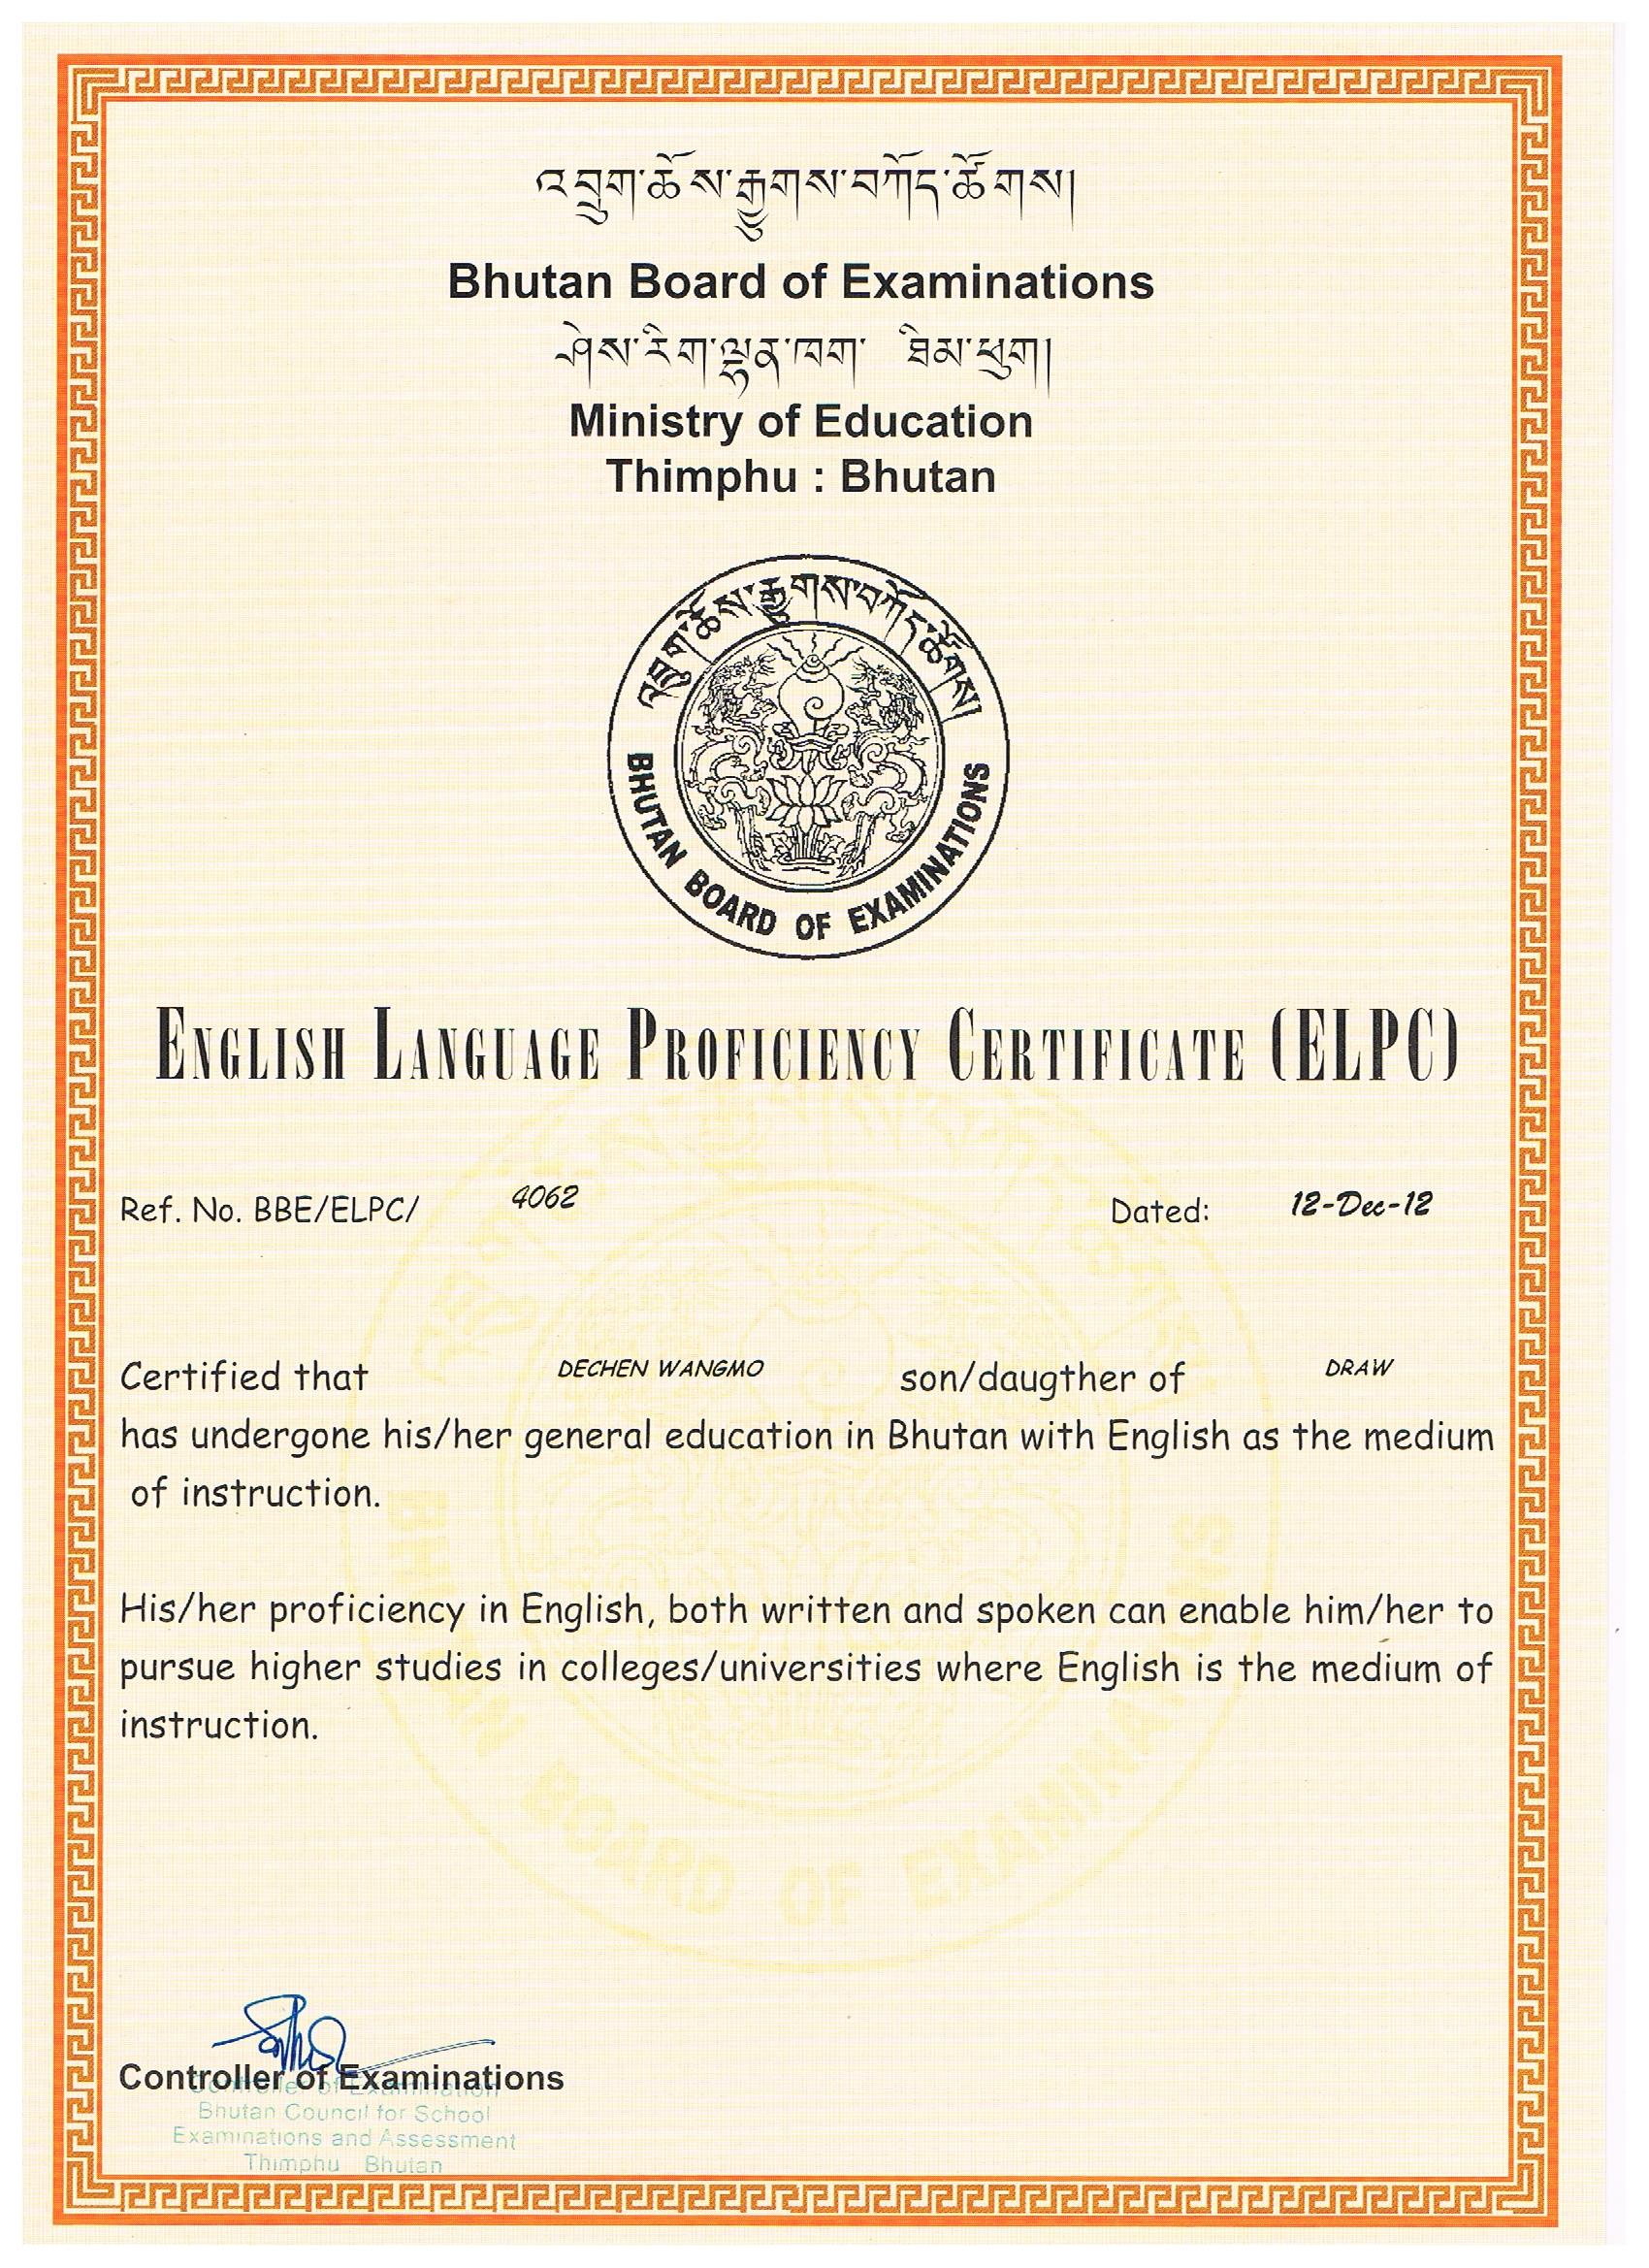 འབྲུག་ཆོས་རྒྱུགས་བཀོད་ཚོགས།
Bhutan Board of Examinations
ཤེས་རིག་ལྷན་ཁག་ ཐིམ་ཕུག།
Ministry of Education
Thimphu : Bhutan
འབྲུག་ཆོས་རྒྱུགས་བཀོད་ཚོགས།
BHUTAN BOARD OF EXAMINATIONS
ENGLISH LANGUAGE PROFICIENCY CERTIFICATE (ELPC)
Ref. No. BBE/ELPC/ 4062 Dated: 12-Dec-12
Certified that DECHEN WANGMO son/daugther of DRAW
has undergone his/her general education in Bhutan with English as the medium
of instruction.
His/her proficiency in English, both written and spoken can enable him/her to
pursue higher studies in colleges/universities where English is the medium of
instruction.
Controller of Examinations
Controller of Examination
Bhutan Council for School
Examinations and Assessment
Thimphu Bhutan
BHUTAN BOARD OF EXAMINATIONS